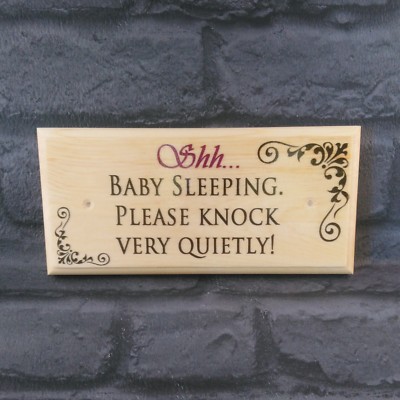 Shh...
BABY SLEEPING.
PLEASE KNOCK
VERY QUIETLY!